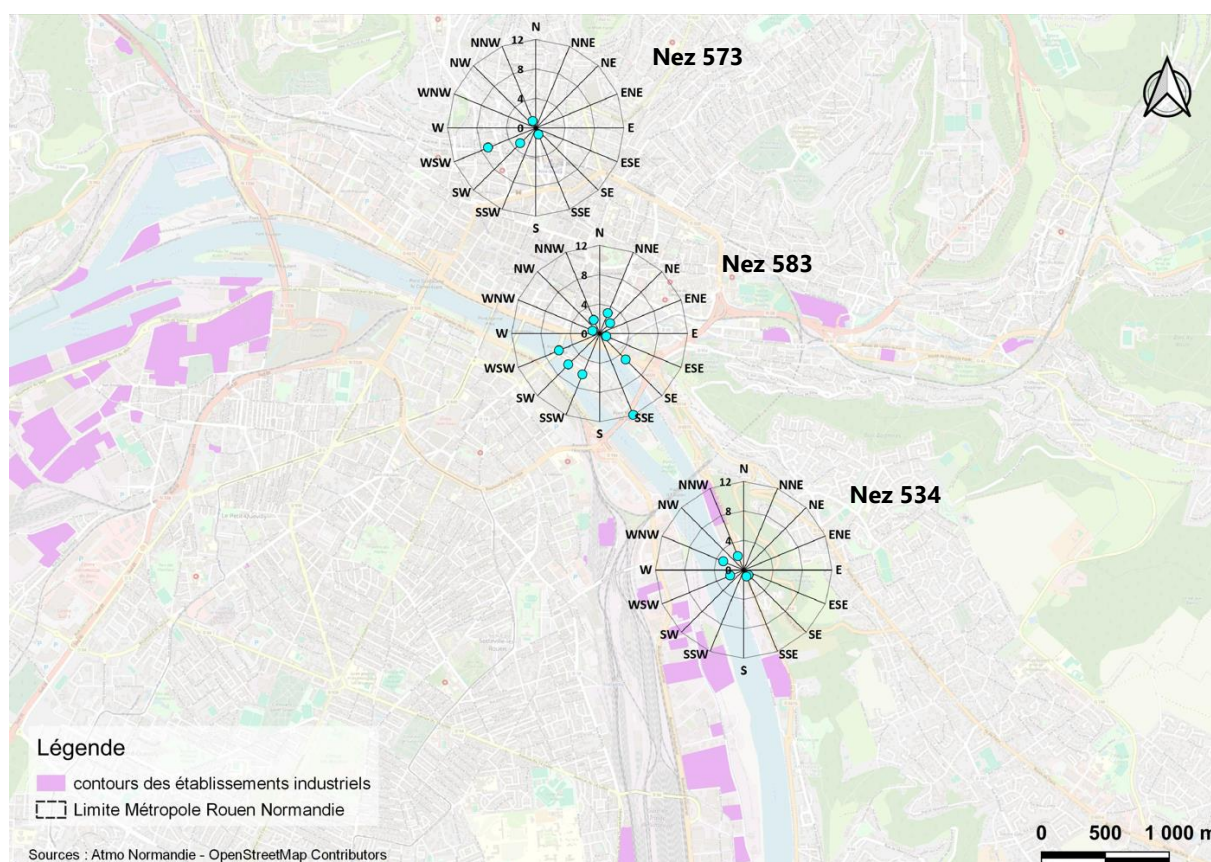 N
NNW
NNE
NW
NE
WNW
ENE
W
E
WSW
ESE
SW
SE
SSW
SSE
S
12
8
4
0
Nez 573
N
NNW
NNE
NW
NE
WNW
ENE
W
E
WSW
ESE
SW
SE
SSW
SSE
S
12
8
4
0
Nez 583
N
NNW
NNE
NW
NE
WNW
ENE
W
E
WSW
ESE
SW
SE
SSW
SSE
S
12
8
4
Nez 534
Légende
contours des établissements industriels
Limite Métropole Rouen Normandie
0 500 1 000 m
Sources : Atmo Normandie - OpenStreetMap Contributors